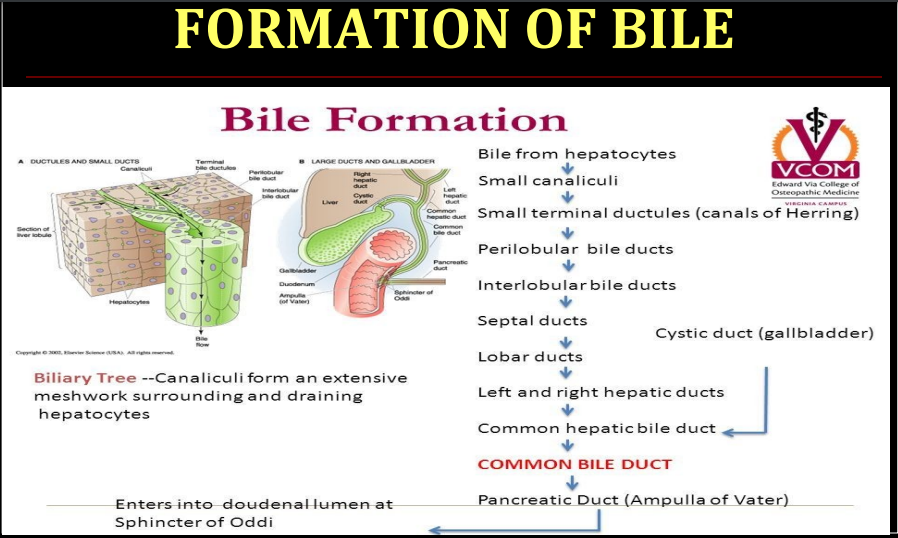 FORMATION OF BILE
Bile Formation
A DUCTULES AND SMALL DUCTS
Canaliculi
Terminal
bile ductules
Perilobular
bile duct
Interlobular
bile duct
Section of
liver lobule
Hepatocytes
Bile
flow
B LARGE DUCTS AND GALLBLADDER
Right
hepatic
duct
Cystic
duct
Liver
Left
hepatic
duct
Common
hepatic duct
Common
bile duct
Pancreatic
duct
Gallbladder
Duodenum
Ampulla
(of Vater)
Sphincter of
Oddi
Copyright © 2002, Elsevier Science (USA). All rights reserved.
Biliary Tree --Canaliculi form an extensive
meshwork surrounding and draining
hepatocytes
Bile from hepatocytes
Small canaliculi
Small terminal ductules (canals of Herring)
Perilobular bile ducts
Interlobular bile ducts
Septal ducts
Cystic duct (gallbladder)
Lobar ducts
Left and right hepatic ducts
Common hepatic bile duct
COMMON BILE DUCT
Pancreatic Duct (Ampulla of Vater)
Enters into doudenal lumen at
Sphincter of Oddi
VCOM
Edward Via College of
Osteopathic Medicine
VIRGINIA CAMPUS